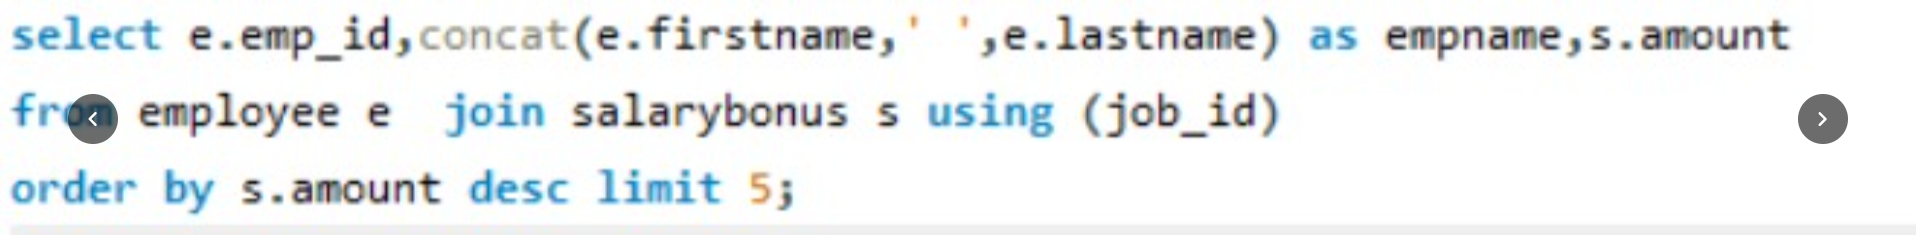 select e.emp_id,concat(e.firstname,' ',e.lastname) as empname,s.amount
from employee e  join salarybonus s using (job_id)
order by s.amount desc limit 5;